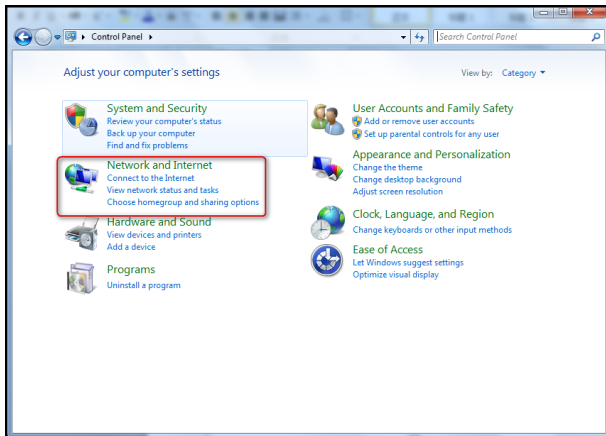 Control Panel
Search Control Panel
Adjust your computer's settings
View by: Category
System and Security
Review your computer's status
Back up your computer
Find and fix problems
Network and Internet
Connect to the Internet
View network status and tasks
Choose homegroup and sharing options
Hardware and Sound
View devices and printers
Add a device
Programs
Uninstall a program
User Accounts and Family Safety
Add or remove user accounts
Set up parental controls for any user
Appearance and Personalization
Change the theme
Change desktop background
Adjust screen resolution
Clock, Language, and Region
Change keyboards or other input methods
Ease of Access
Let Windows suggest settings
Optimize visual display